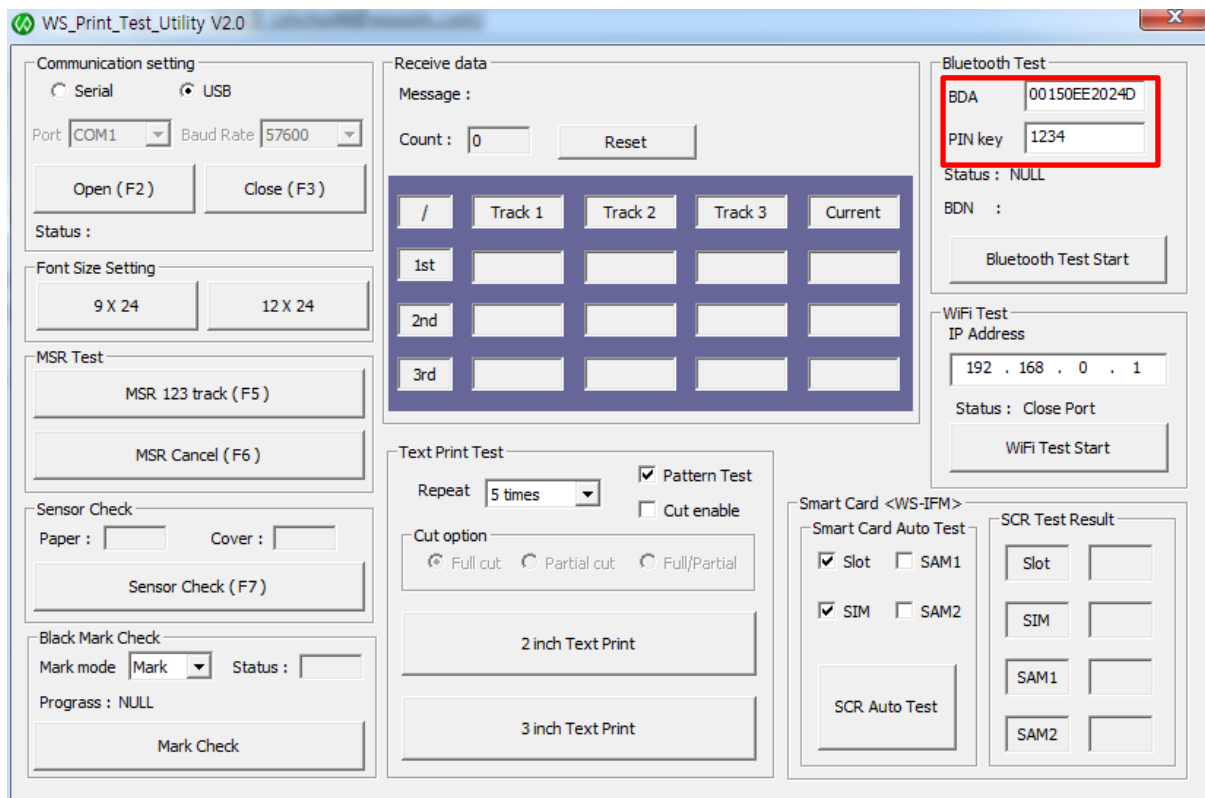 WS_Print_Test_Utility V2.0
Communication setting
Serial USB
Port COM1 Baud Rate 57600
Open ( F2 ) Close ( F3 )
Status :
Font Size Setting
9 X 24 12 X 24
MSR Test
MSR 123 track ( F5 )
MSR Cancel ( F6 )
Sensor Check
Paper : Cover :
Sensor Check ( F7 )
Black Mark Check
Mark mode Mark Status :
Prograss : NULL
Mark Check
Receive data
Message :
Count : 0 Reset
/ Track 1 Track 2 Track 3 Current
1st
2nd
3rd
Text Print Test
Repeat 5 times
Pattern Test
Cut enable
Cut option
Full cut Partial cut Full/Partial
2 inch Text Print
3 inch Text Print
Bluetooth Test
BDA 00150EE2024D
PIN key 1234
Status : NULL
BDN :
Bluetooth Test Start
WiFi Test
IP Address
192 . 168 . 0 . 1
Status : Close Port
WiFi Test Start
Smart Card <WS-IFM>
Smart Card Auto Test
Slot SAM1
SIM SAM2
SCR Auto Test
SCR Test Result
Slot
SIM
SAM1
SAM2